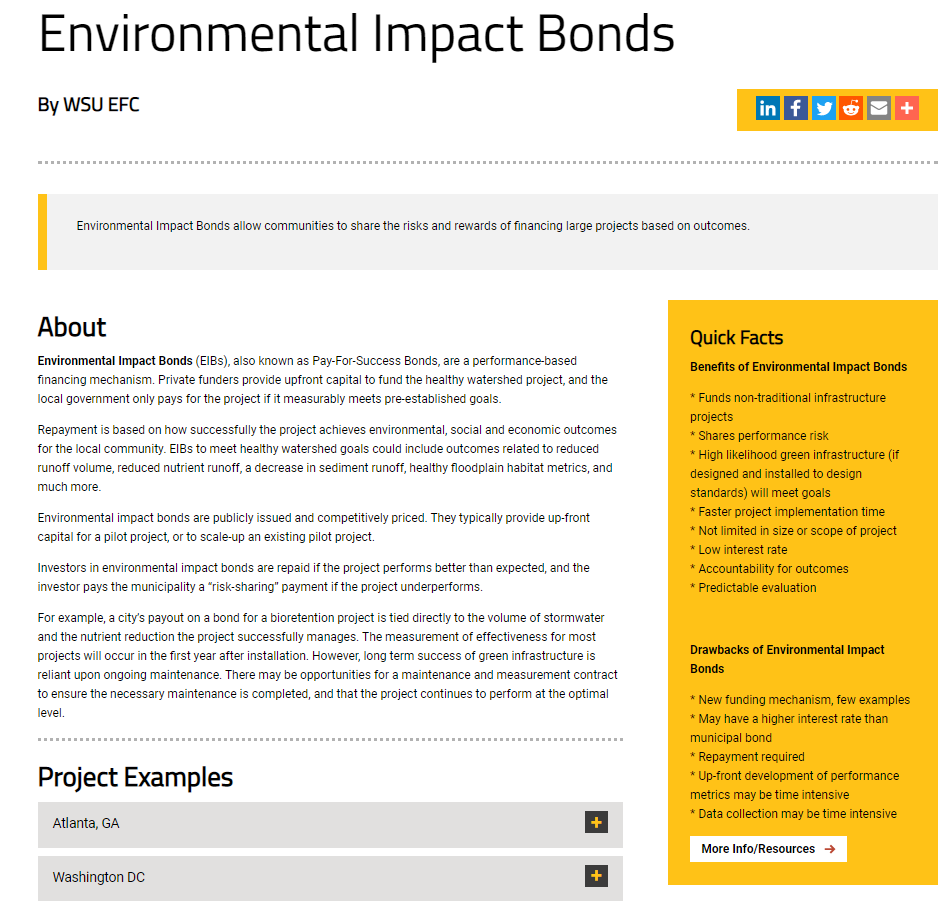 Environmental Impact Bonds
By WSU EFC
Environmental Impact Bonds allow communities to share the risks and rewards of financing large projects based on outcomes.
About
Environmental Impact Bonds (EIBs), also known as Pay-For-Success Bonds, are a performance-based
financing mechanism. Private funders provide upfront capital to fund the healthy watershed project, and the
local government only pays for the project if it measurably meets pre-established goals.
Repayment is based on how successfully the project achieves environmental, social and economic outcomes
for the local community. EIBs to meet healthy watershed goals could include outcomes related to reduced
runoff volume, reduced nutrient runoff, a decrease in sediment runoff, healthy floodplain habitat metrics, and
much more.
Environmental impact bonds are publicly issued and competitively priced. They typically provide up-front
capital for a pilot project, or to scale-up an existing pilot project.
Investors in environmental impact bonds are repaid if the project performs better than expected, and the
investor pays the municipality a “risk-sharing” payment if the project underperforms.
For example, a city’s payout on a bond for a bioretention project is tied directly to the volume of stormwater
and the nutrient reduction the project successfully manages. The measurement of effectiveness for most
projects will occur in the first year after installation. However, long term success of green infrastructure is
reliant upon ongoing maintenance. There may be opportunities for a maintenance and measurement contract
to ensure the necessary maintenance is completed, and that the project continues to perform at the optimal
level.
Project Examples
Atlanta, GA
Washington DC
Quick Facts
Benefits of Environmental Impact Bonds
* Funds non-traditional infrastructure
projects
* Shares performance risk
* High likelihood green infrastructure (if
designed and installed to design
standards) will meet goals
* Faster project implementation time
* Not limited in size or scope of project
* Low interest rate
* Accountability for outcomes
* Predictable evaluation
Drawbacks of Environmental Impact
Bonds
* New funding mechanism, few examples
* May have a higher interest rate than
municipal bond
* Repayment required
* Up-front development of performance
metrics may be time intensive
* Data collection may be time intensive
More Info/Resources